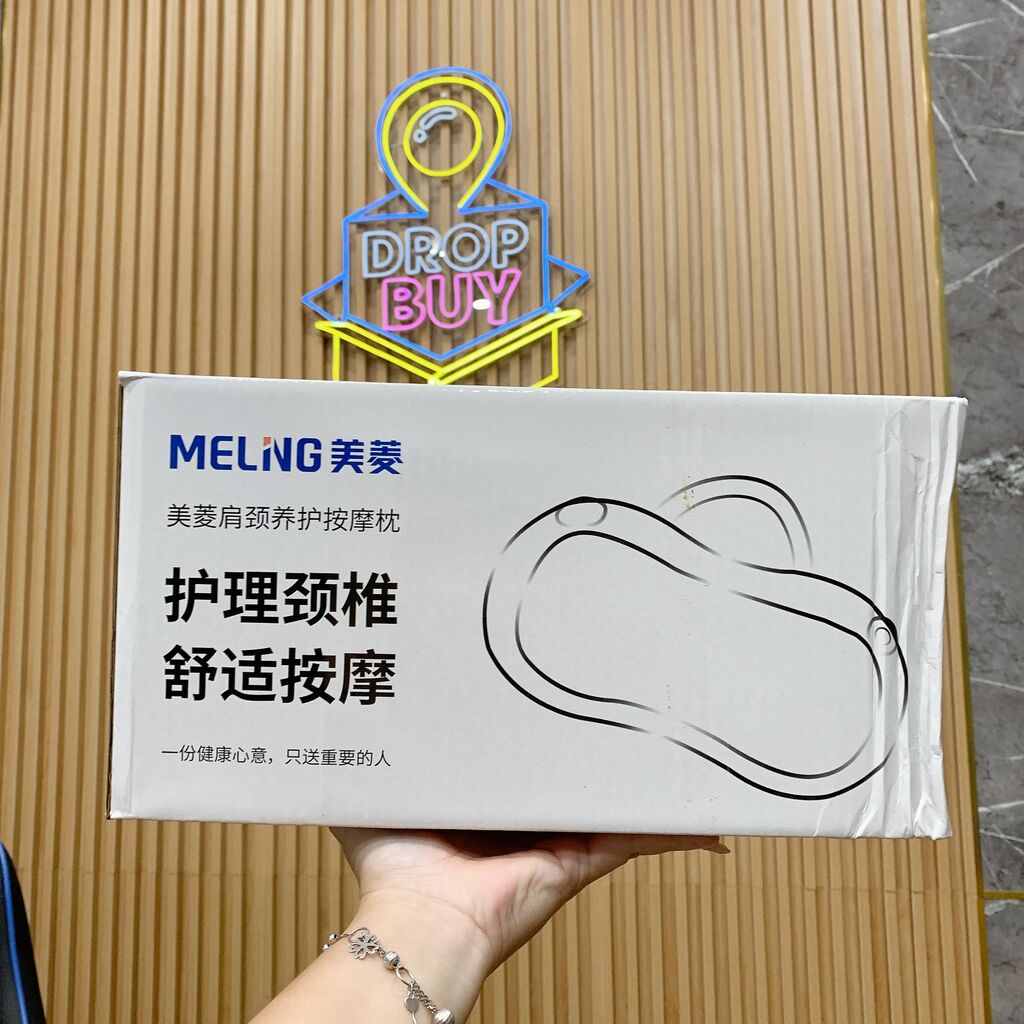 DROP
BUY
MELING 美菱
美菱肩颈养护按摩枕
护理颈椎
舒适按摩
一份健康心意，只送重要的人